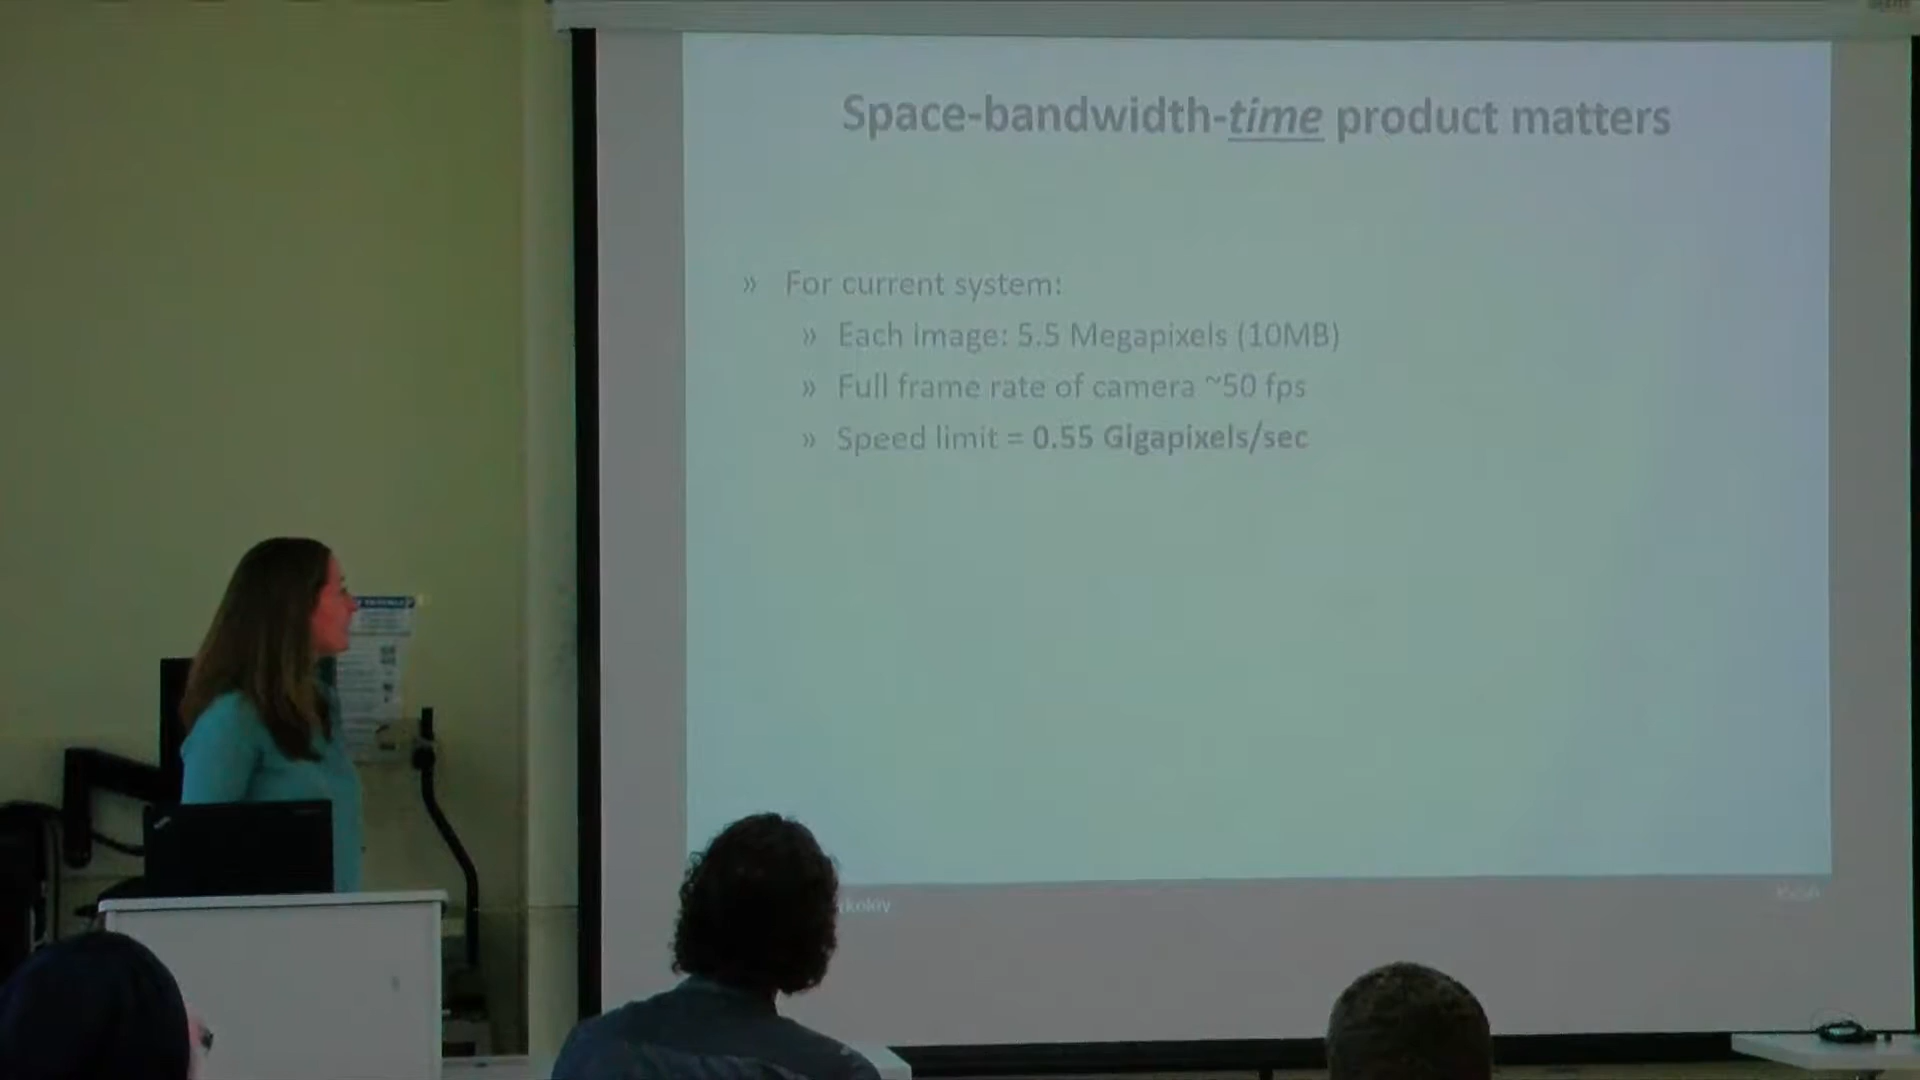 Space-bandwidth-time product matters
» For current system:
» Each image: 5.5 Megapixels (10MB)
» Full frame rate of camera ~50 fps
» Speed limit = 0.55 Gigapixels/sec